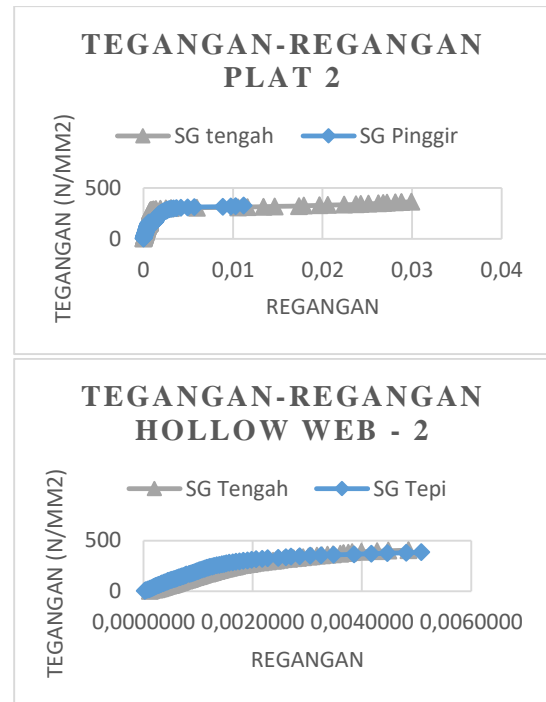 TEGANGAN-REGANGAN
PLAT 2
SG tengah SG Pinggir
TEGANGAN (N/MM2)
500
0
0 0,01 0,02 0,03 0,04
REGANGAN
TEGANGAN-REGANGAN
HOLLOW WEB - 2
SG Tengah SG Tepi
TEGANGAN (N/MM2)
500
0
0,0000000 0,0020000 0,0040000 0,0060000
REGANGAN